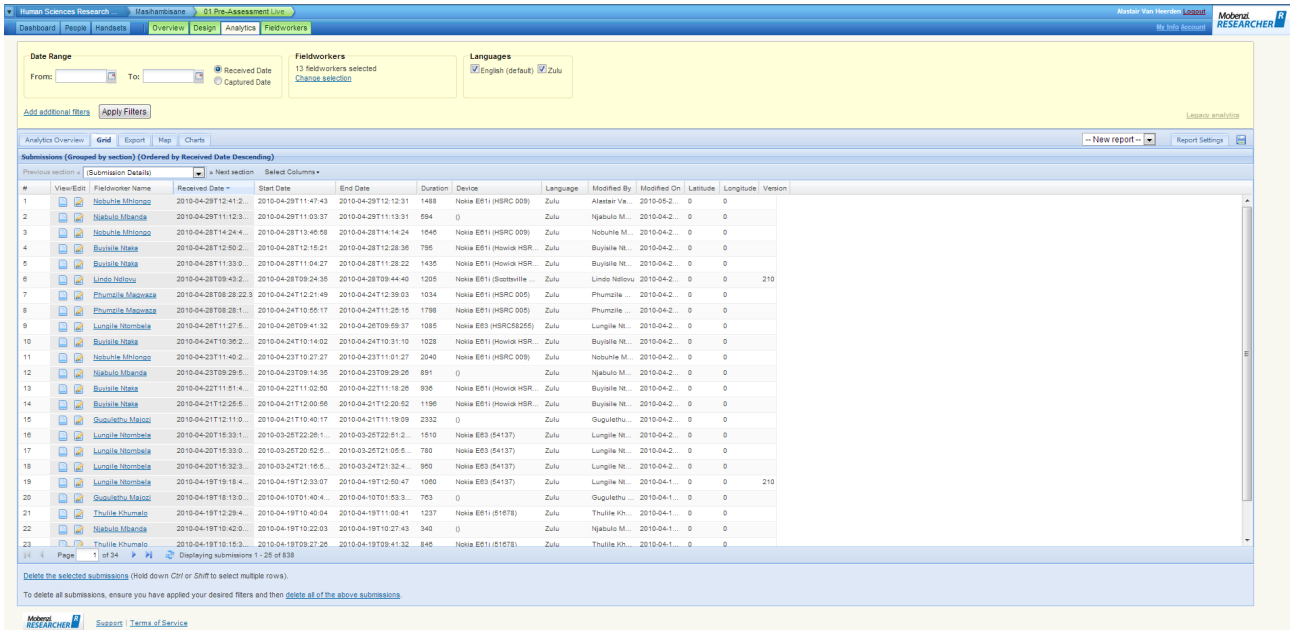 Human Sciences Research ... Masihambisane 01 Pre-Assessment Live Alastair Van Heerden Logout
Dashboard People Handsets Overview Design Analytics Fieldworkers My Info Account
Mobenzi RESEARCHER R
Date Range Fieldworkers Languages
From: To: Received Date Captured Date 13 fieldworkers selected English (default) Zulu
Change selection
Add additional filters Apply Filters Legacy analytics
Analytics Overview Grid Export Map Charts -- New report -- Report Settings
Submissions (Grouped by section) (Ordered by Received Date Descending)
Previous section « (Submission Details) » Next section Select Columns
# View/Edit Fieldworker Name Received Date Start Date End Date Duration Device Language Modified By Modified On Latitude Longitude Version
1 Nobuhle Mhlongo 2010-04-29T12:41:2... 2010-04-29T11:47:43 2010-04-29T12:12:31 1488 Nokia E61i (HSRC 009) Zulu Alastair Va... 2010-05-2... 0 0
2 Njabulo Mbanda 2010-04-29T11:12:3... 2010-04-29T11:03:37 2010-04-29T11:13:31 594 () Zulu Njabulo M... 2010-04-2... 0 0
3 Nobuhle Mhlongo 2010-04-28T14:24:4... 2010-04-28T13:46:58 2010-04-28T14:14:24 1646 Nokia E61i (HSRC 009) Zulu Nobuhle M... 2010-04-2... 0 0
4 Buyisile Ntaka 2010-04-28T12:50:2... 2010-04-28T12:15:21 2010-04-28T12:28:36 795 Nokia E61i (Howick HSR... Zulu Buyisile Nt... 2010-04-2... 0 0
5 Buyisile Ntaka 2010-04-28T11:33:0... 2010-04-28T11:04:27 2010-04-28T11:28:22 1435 Nokia E61i (Howick HSR... Zulu Buyisile Nt... 2010-04-2... 0 0
6 Lindo Ndlovu 2010-04-28T09:43:2... 2010-04-28T09:24:35 2010-04-28T09:44:40 1205 Nokia E61i (Scottsville ... Zulu Lindo Ndlovu 2010-04-2... 0 0 210
7 Phumzile Magwaza 2010-04-28T08:28:22.3 2010-04-24T12:21:49 2010-04-24T12:39:03 1034 Nokia E61i (HSRC 005) Zulu Phumzile ... 2010-04-2... 0 0
8 Phumzile Magwaza 2010-04-28T08:28:1... 2010-04-24T10:56:17 2010-04-24T11:26:15 1798 Nokia E61i (HSRC 005) Zulu Phumzile ... 2010-04-2... 0 0
9 Lungile Ntombela 2010-04-26T11:27:5... 2010-04-26T09:41:32 2010-04-26T09:59:37 1085 Nokia E63 (HSRC58255) Zulu Lungile Nt... 2010-04-2... 0 0
10 Buyisile Ntaka 2010-04-24T10:36:2... 2010-04-24T10:14:02 2010-04-24T10:31:10 1028 Nokia E61i (Howick HSR... Zulu Buyisile Nt... 2010-04-2... 0 0
11 Nobuhle Mhlongo 2010-04-23T11:40:2... 2010-04-23T10:27:27 2010-04-23T11:01:27 2040 Nokia E61i (HSRC 009) Zulu Nobuhle M... 2010-04-2... 0 0
12 Njabulo Mbanda 2010-04-23T09:29:5... 2010-04-23T09:14:35 2010-04-23T09:29:26 891 () Zulu Njabulo M... 2010-04-2... 0 0
13 Buyisile Ntaka 2010-04-22T11:51:4... 2010-04-22T11:02:50 2010-04-22T11:18:26 936 Nokia E61i (Howick HSR... Zulu Buyisile Nt... 2010-04-2... 0 0
14 Buyisile Ntaka 2010-04-21T12:25:5... 2010-04-21T12:00:56 2010-04-21T12:20:52 1196 Nokia E61i (Howick HSR... Zulu Buyisile Nt... 2010-04-2... 0 0
15 Gugulethu Majozi 2010-04-21T12:11:0... 2010-04-21T10:40:17 2010-04-21T11:19:09 2332 () Zulu Gugulethu... 2010-04-2... 0 0
16 Lungile Ntombela 2010-04-20T15:33:1... 2010-03-25T22:26:1... 2010-03-25T22:51:2... 1510 Nokia E63 (54137) Zulu Lungile Nt... 2010-04-2... 0 0
17 Lungile Ntombela 2010-04-20T15:33:0... 2010-03-25T20:52:5... 2010-03-25T21:05:5... 780 Nokia E63 (54137) Zulu Lungile Nt... 2010-04-2... 0 0
18 Lungile Ntombela 2010-04-20T15:32:3... 2010-03-24T21:16:5... 2010-03-24T21:32:4... 950 Nokia E63 (54137) Zulu Lungile Nt... 2010-04-2... 0 0
19 Lungile Ntombela 2010-04-19T19:18:4... 2010-04-19T12:33:07 2010-04-19T12:50:47 1060 Nokia E63 (54137) Zulu Lungile Nt... 2010-04-1... 0 0 210
20 Gugulethu Majozi 2010-04-19T18:13:0... 2010-04-10T01:40:4... 2010-04-10T01:53:3... 763 () Zulu Gugulethu ... 2010-04-1... 0 0
21 Thulile Khumalo 2010-04-19T12:29:4... 2010-04-19T10:40:04 2010-04-19T11:00:41 1237 Nokia E61i (51678) Zulu Thulile Kh... 2010-04-1... 0 0
22 Njabulo Mbanda 2010-04-19T10:42:0... 2010-04-19T10:22:03 2010-04-19T10:27:43 340 () Zulu Njabulo M... 2010-04-1... 0 0
23 Thulile Khumalo 2010-04-19T10:15:3... 2010-04-19T09:27:26 2010-04-19T09:41:32 846 Nokia E61i (51678) Zulu Thulile Kh... 2010-04-1... 0 0
Page 1 of 34 Displaying submissions 1 - 25 of 838
Delete the selected submissions (Hold down Ctrl or Shift to select multiple rows).
To delete all submissions, ensure you have applied your desired filters and then delete all of the above submissions.
Mobenzi RESEARCHER R Support | Terms of Service